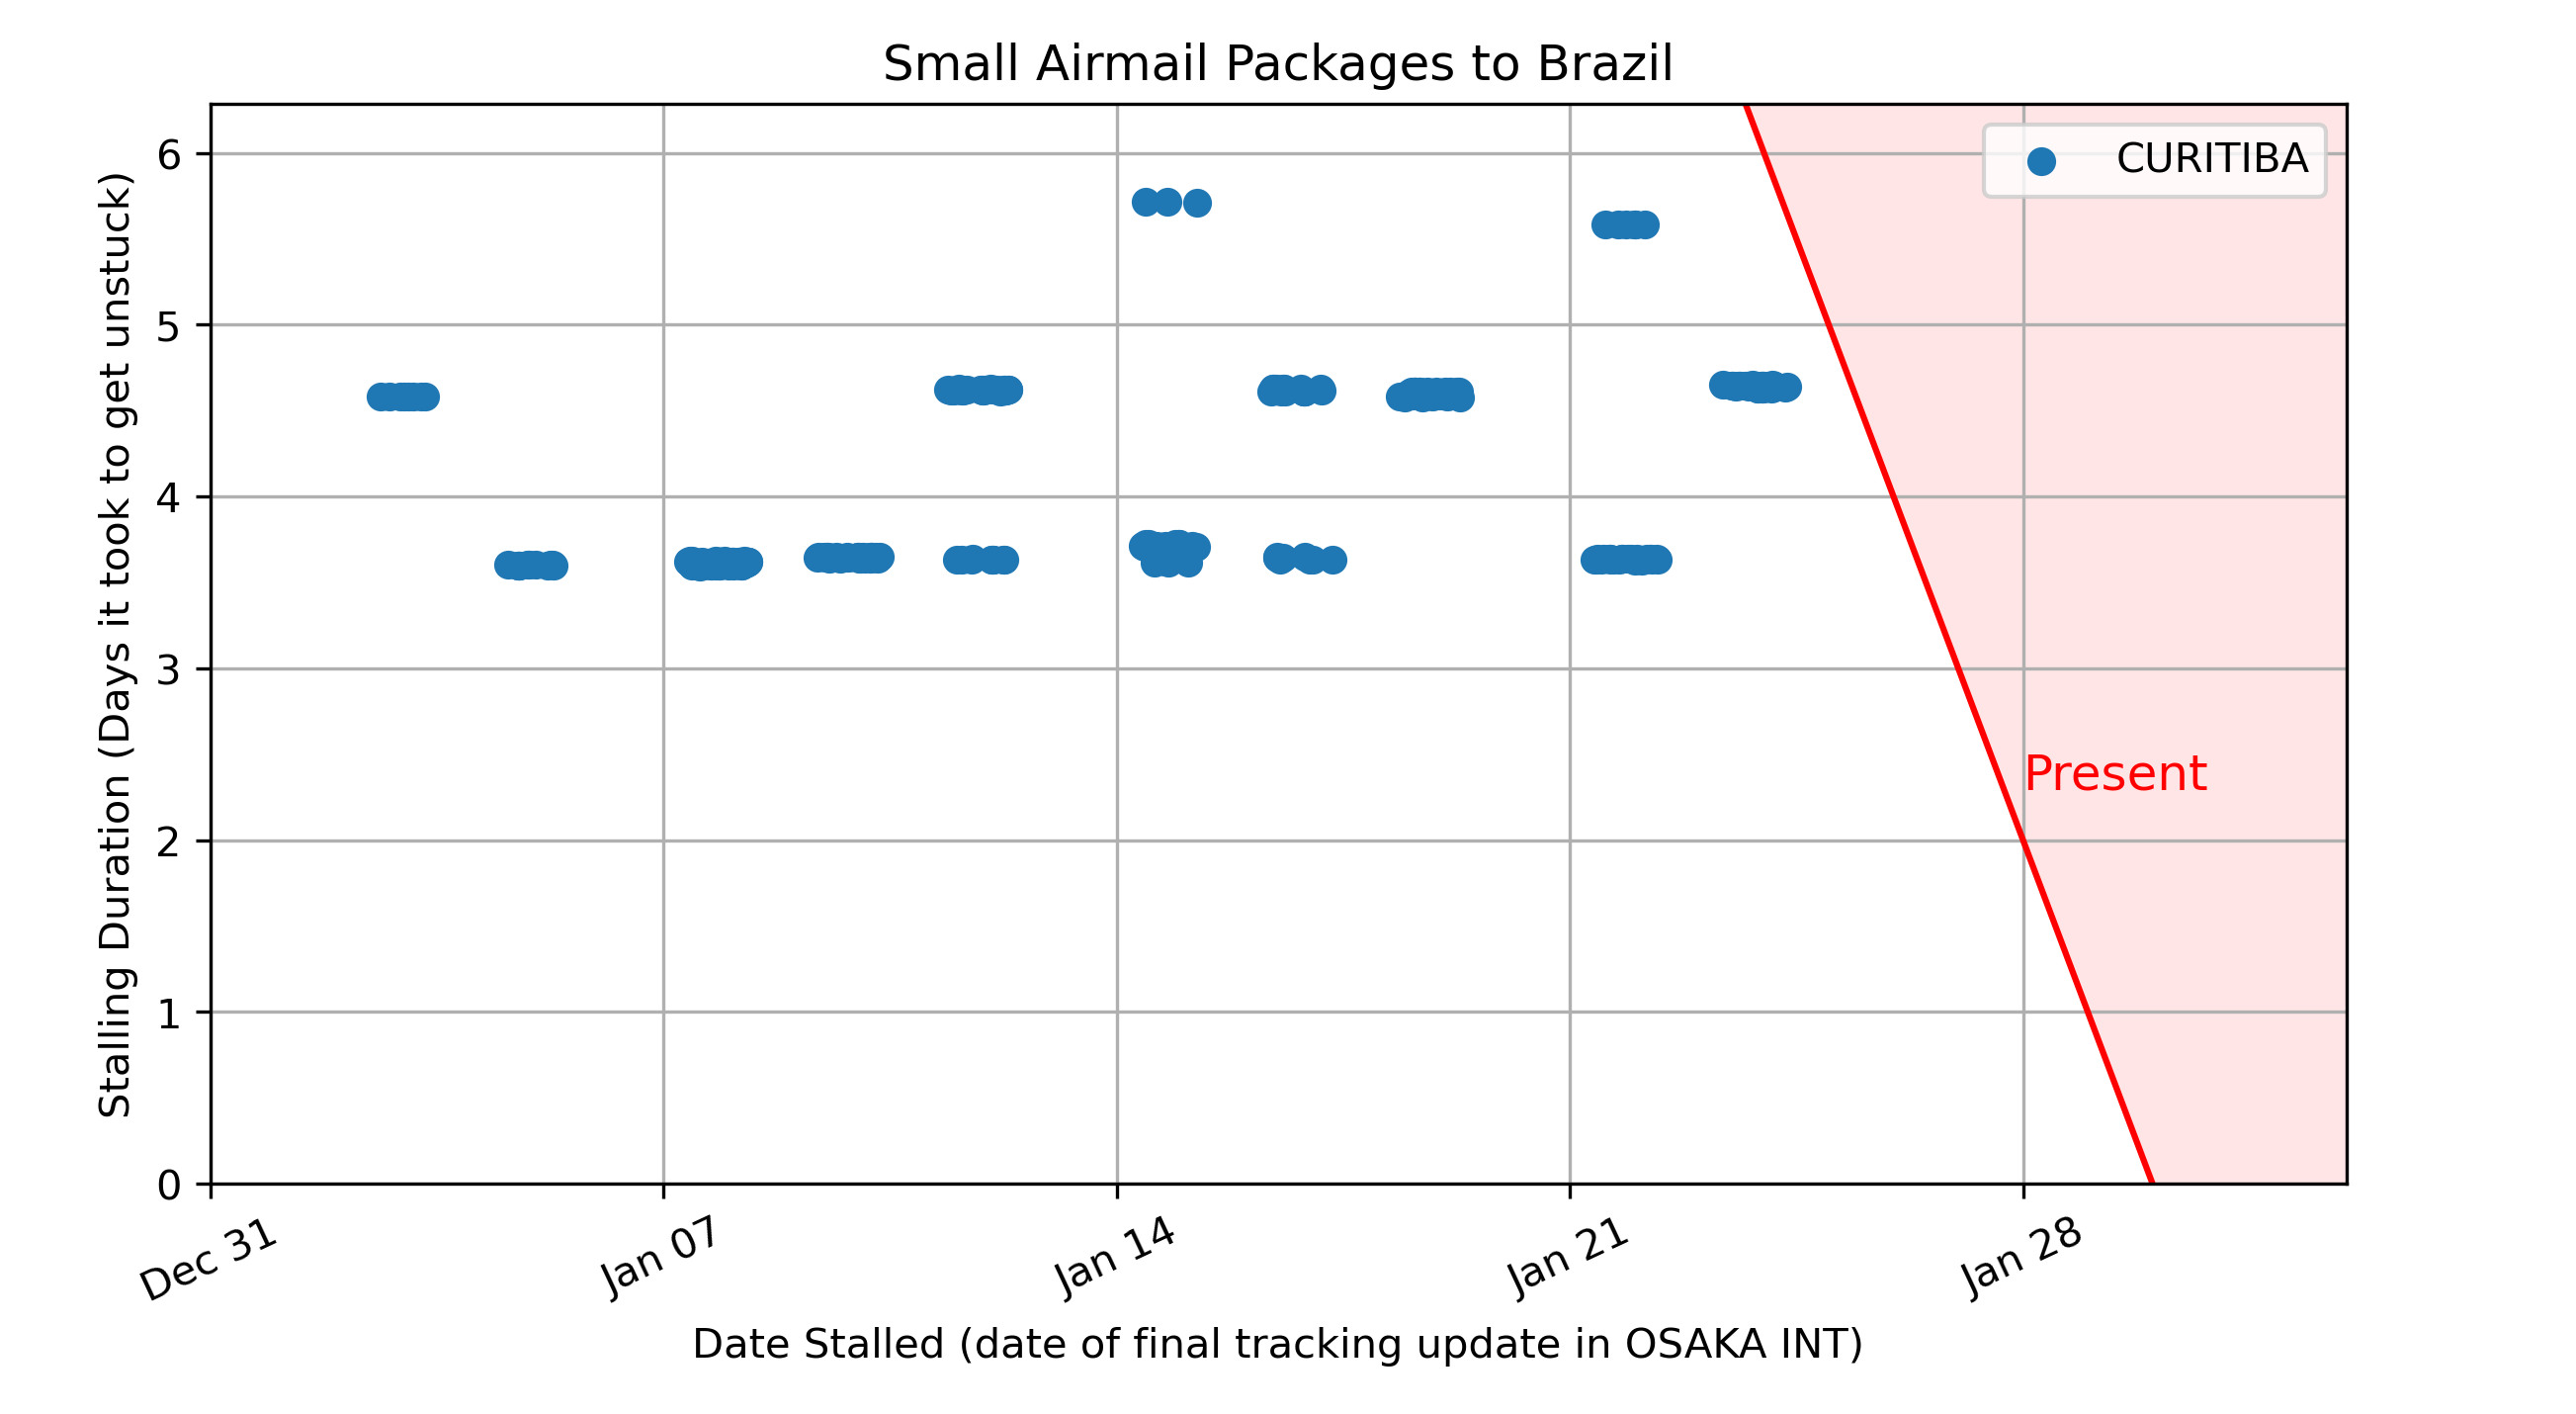 Small Airmail Packages to Brazil
Stalling Duration (Days it took to get unstuck)
6
5
4
3
2
1
0
CURITIBA
Present
Dec 31
Jan 07
Jan 14
Jan 21
Jan 28
Date Stalled (date of final tracking update in OSAKA INT)